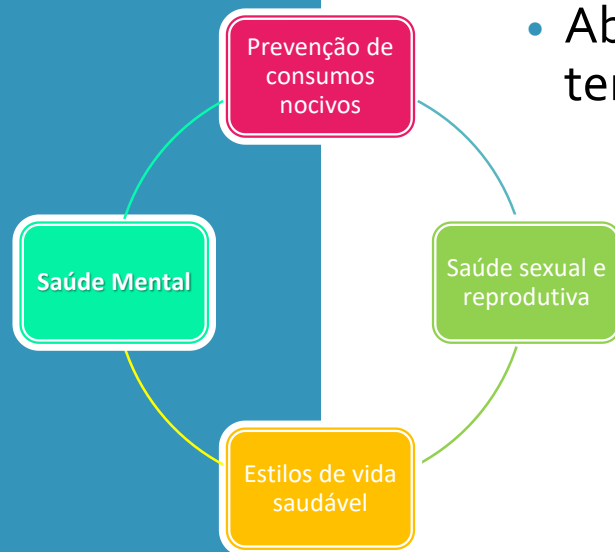 Prevenção de
consumos
nocivos
Saúde Mental
Saúde sexual e
reprodutiva
Estilos de vida
saudável